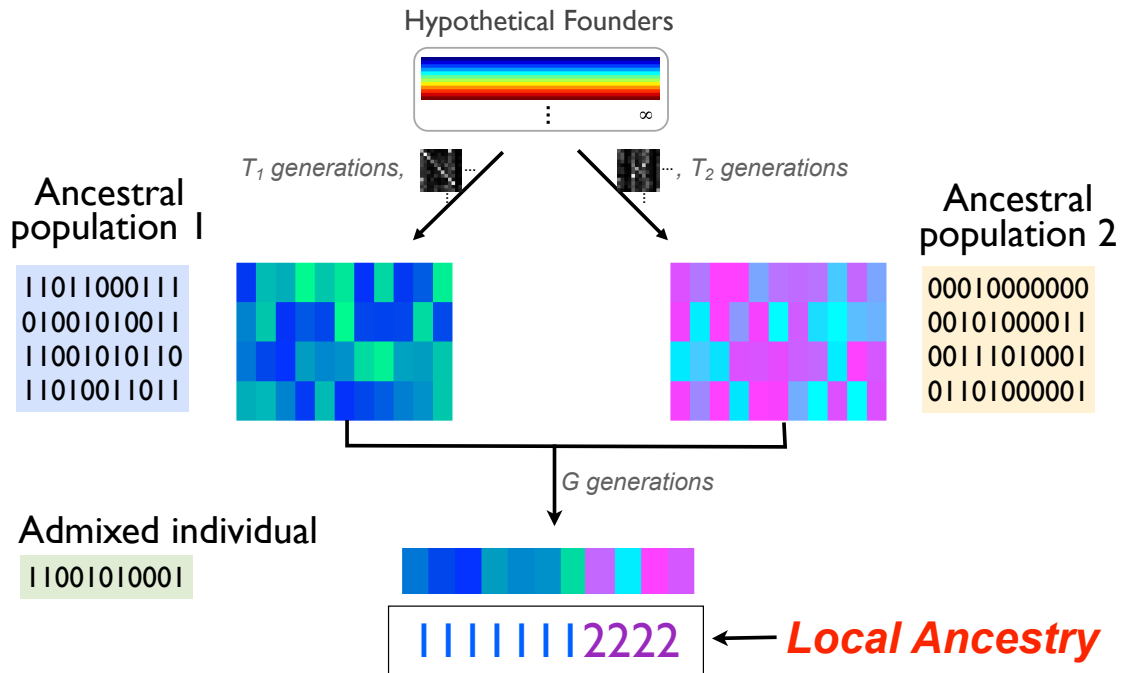 Hypothetical Founders
⋮ ∞
T₁ generations, ...
..., T₂ generations
Ancestral
population 1
Ancestral
population 2
11011000111
01001010011
11001010110
11010011011
00010000000
00101000011
00111010001
01101000001
G generations
Admixed individual
11001010001
11111112222
Local Ancestry